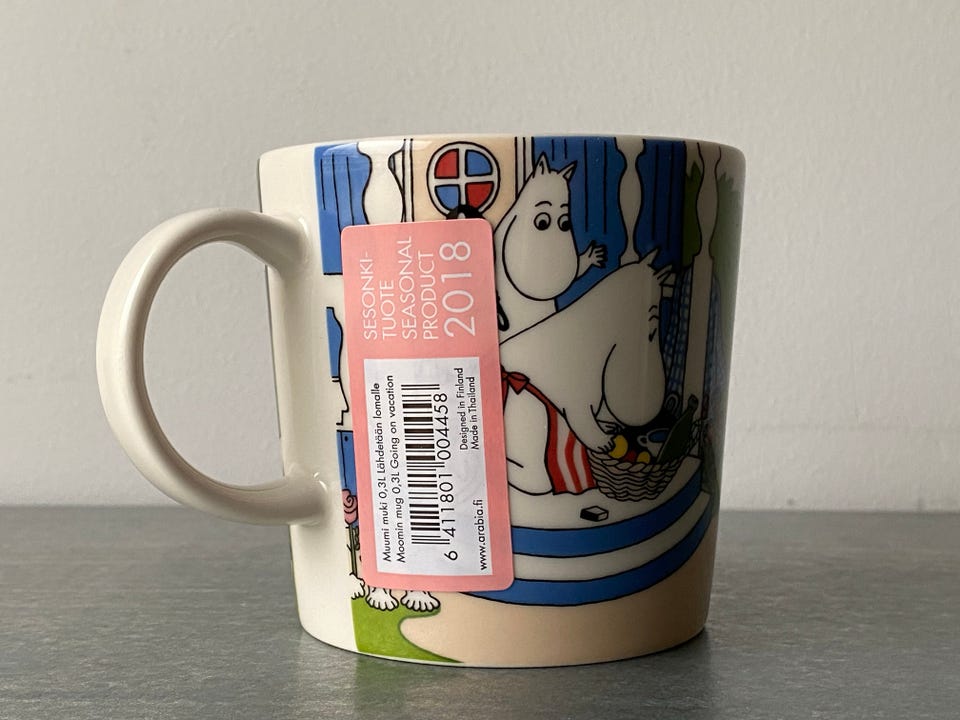 SESONKI-
TUOTE
SEASONAL
PRODUCT
2018
Muumi muki 0,3L Lähdetään lomalle
Moomin mug 0,3L Going on vacation
6 411801 004458
Designed in Finland
Made in Thailand
www.arabia.fi